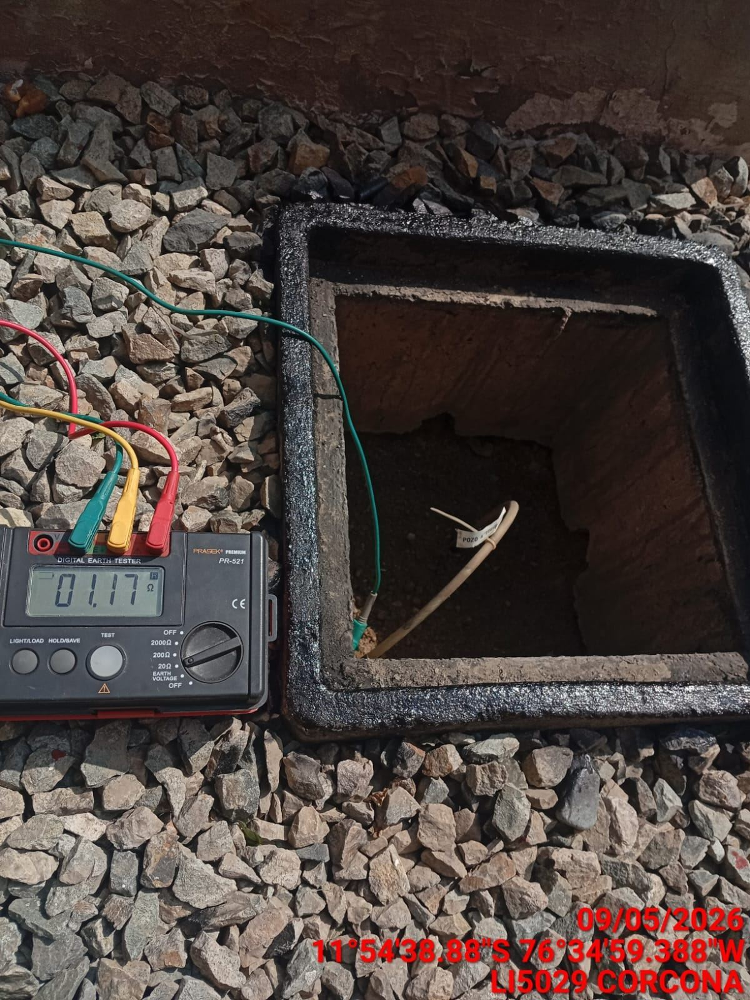 PRASEK® PREMIUM
PR-521
DIGITAL EARTH TESTER
H
01.17 Ω
CE
LIGHT/LOAD HOLD/SAVE TEST
OFF
2000Ω
200Ω
20Ω
EARTH VOLTAGE
OFF
POZO
09/05/2026
11°54'38.88"S 76°34'59.388"W
LI5029 CORCONA